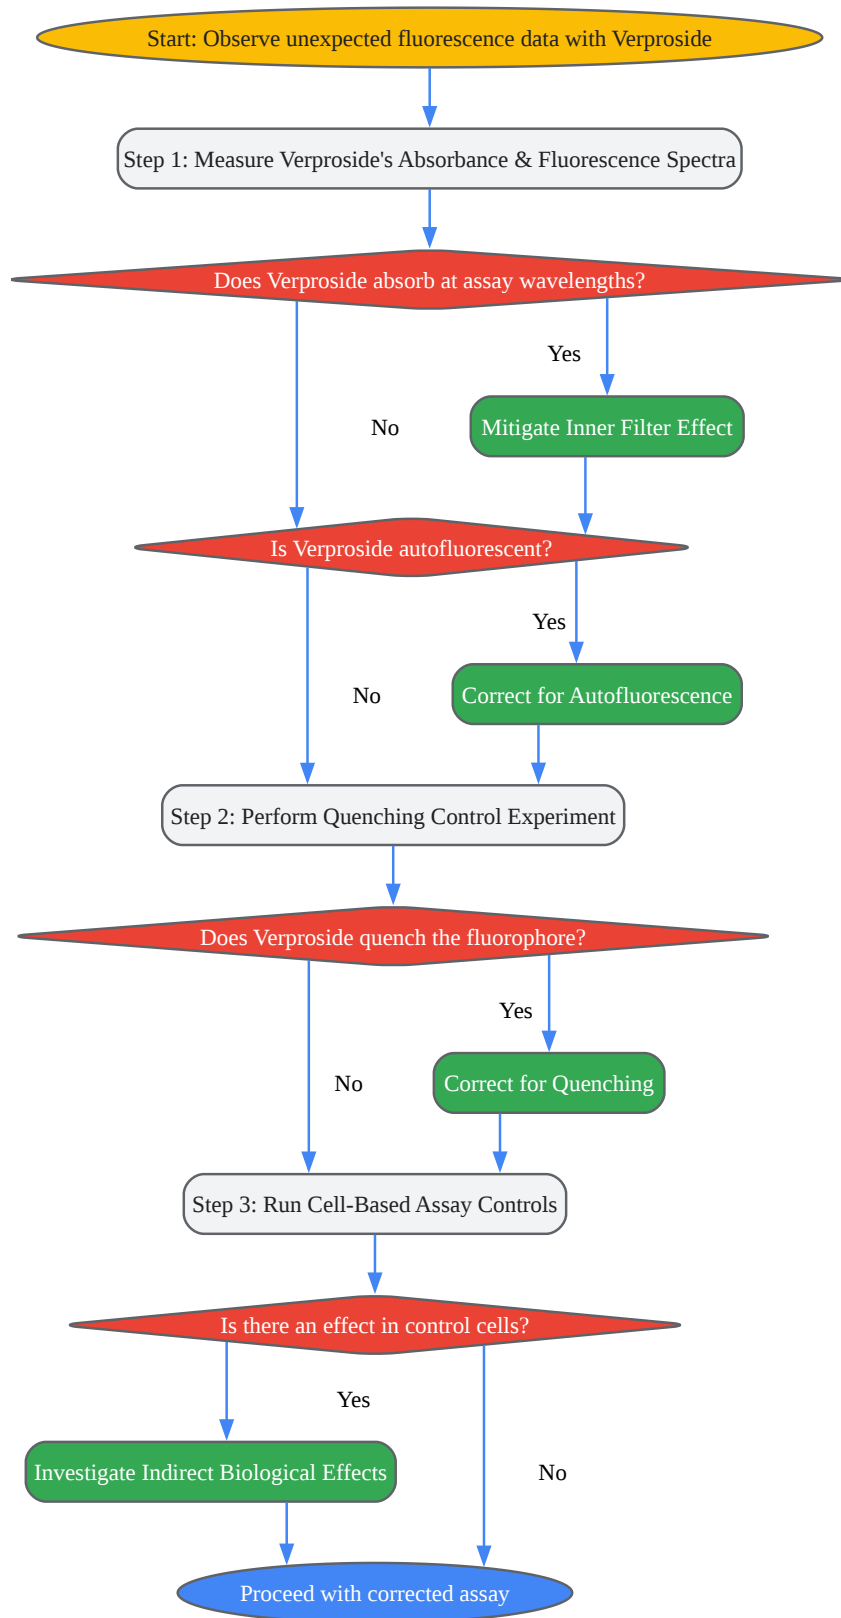 Start: Observe unexpected fluorescence data with Verproside
Step 1: Measure Verproside's Absorbance & Fluorescence Spectra
Does Verproside absorb at assay wavelengths?
Yes
No
Mitigate Inner Filter Effect
Is Verproside autofluorescent?
Yes
No
Correct for Autofluorescence
Step 2: Perform Quenching Control Experiment
Does Verproside quench the fluorophore?
Yes
No
Correct for Quenching
Step 3: Run Cell-Based Assay Controls
Is there an effect in control cells?
Yes
Investigate Indirect Biological Effects
No
Proceed with corrected assay